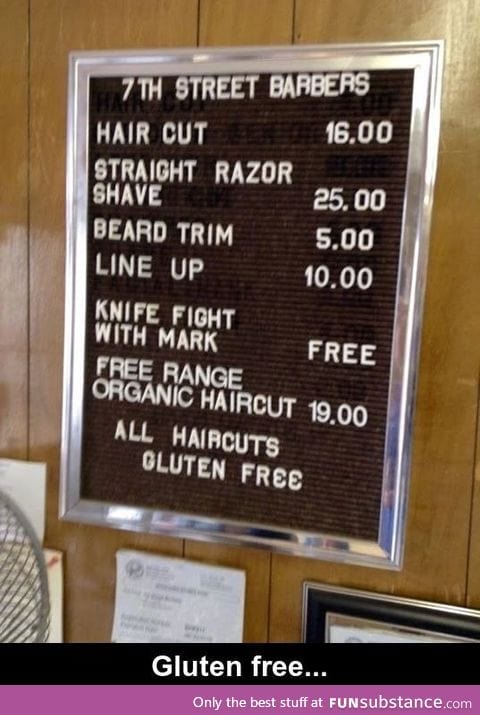 7TH STREET BARBERS
HAIR CUT 16.00
STRAIGHT RAZOR
SHAVE 25.00
BEARD TRIM 5.00
LINE UP 10.00
KNIFE FIGHT
WITH MARK FREE
FREE RANGE
ORGANIC HAIRCUT 19.00
ALL HAIRCUTS
GLUTEN FREE
Gluten free...
Only the best stuff at FUNsubstance.com